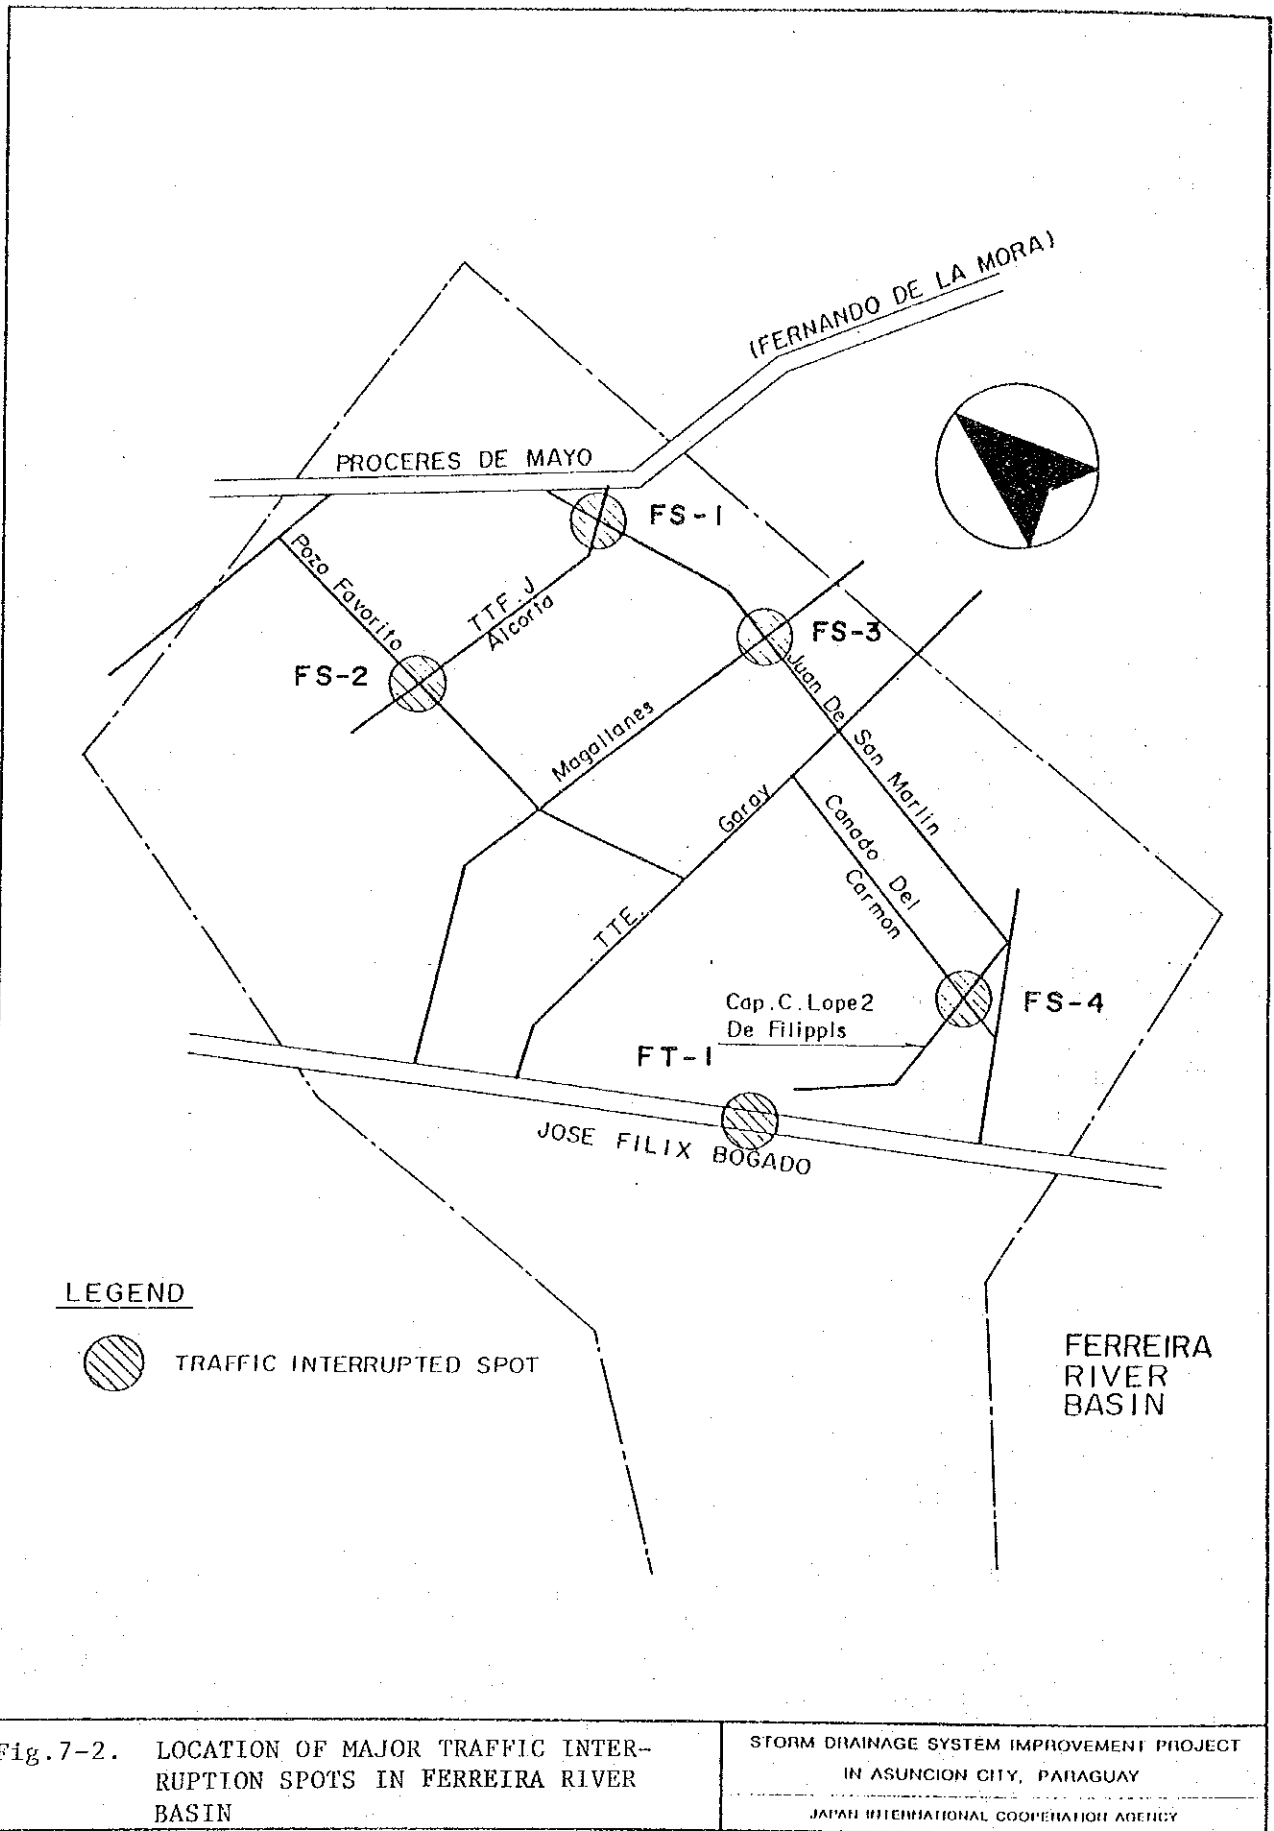 (FERNANDO DE LA MORA)
PROCERES DE MAYO
FS-1
Pozo Favorito
TTF.J
Alcorta
FS-3
FS-2
Juan De San Marlin
Magallanes
Garay
TTE.
Canado Del
Carmon
Cap.C.Lope2
De Filippls
FS-4
FT-1
JOSE FILIX BOGADO
LEGEND
TRAFFIC INTERRUPTED SPOT
FERREIRA
RIVER
BASIN
Fig.7-2. LOCATION OF MAJOR TRAFFIC INTER-
RUPTION SPOTS IN FERREIRA RIVER
BASIN
STORM DRAINAGE SYSTEM IMPROVEMENT PROJECT
IN ASUNCION CITY, PARAGUAY
JAPAN INTERNATIONAL COOPERATION AGENCY